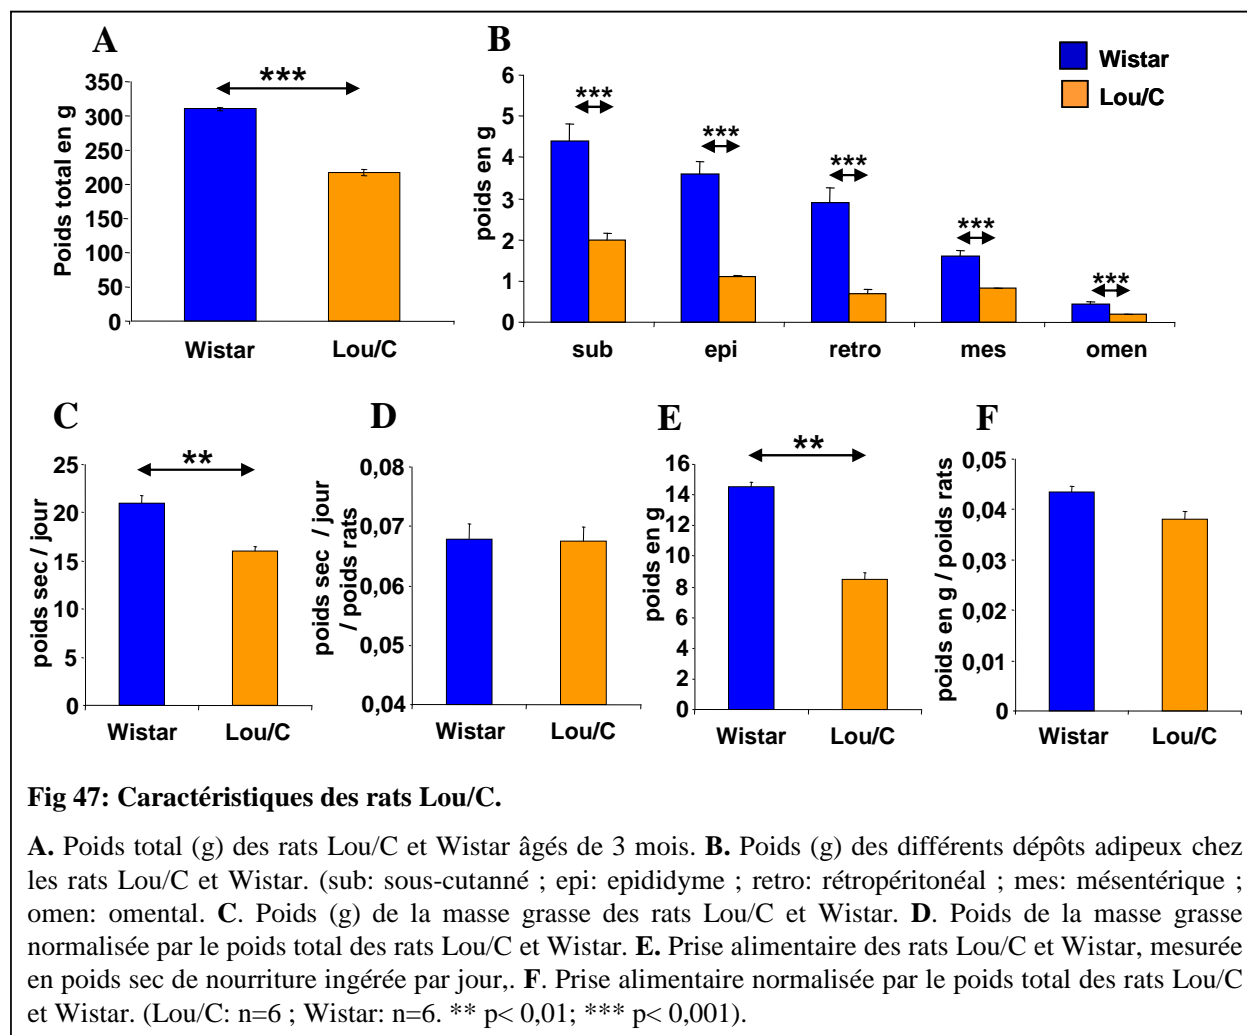 A
***
Poids total en g
350
300
250
200
150
100
50
0
Wistar
Lou/C
B
Wistar
Lou/C
poids en g
6
5
4
3
2
1
0
***
***
***
***
***
sub
epi
retro
mes
omen
C
**
poids sec / jour
25
20
15
10
5
0
Wistar
Lou/C
D
poids sec / jour
/ poids rats
0,08
0,07
0,06
0,05
0,04
Wistar
Lou/C
E
**
poids en g
16
14
12
10
8
6
4
2
0
Wistar
Lou/C
F
poids en g / poids rats
0,05
0,04
0,03
0,02
0,01
0
Wistar
Lou/C
Fig 47: Caractéristiques des rats Lou/C.
A. Poids total (g) des rats Lou/C et Wistar âgés de 3 mois. B. Poids (g) des différents dépôts adipeux chez
les rats Lou/C et Wistar. (sub: sous-cutanné ; epi: epididyme ; retro: rétropéritonéal ; mes: mésentérique ;
omen: omental. C. Poids (g) de la masse grasse des rats Lou/C et Wistar. D. Poids de la masse grasse
normalisée par le poids total des rats Lou/C et Wistar. E. Prise alimentaire des rats Lou/C et Wistar, mesurée
en poids sec de nourriture ingérée par jour,. F. Prise alimentaire normalisée par le poids total des rats Lou/C
et Wistar. (Lou/C: n=6 ; Wistar: n=6. ** p< 0,01; *** p< 0,001).